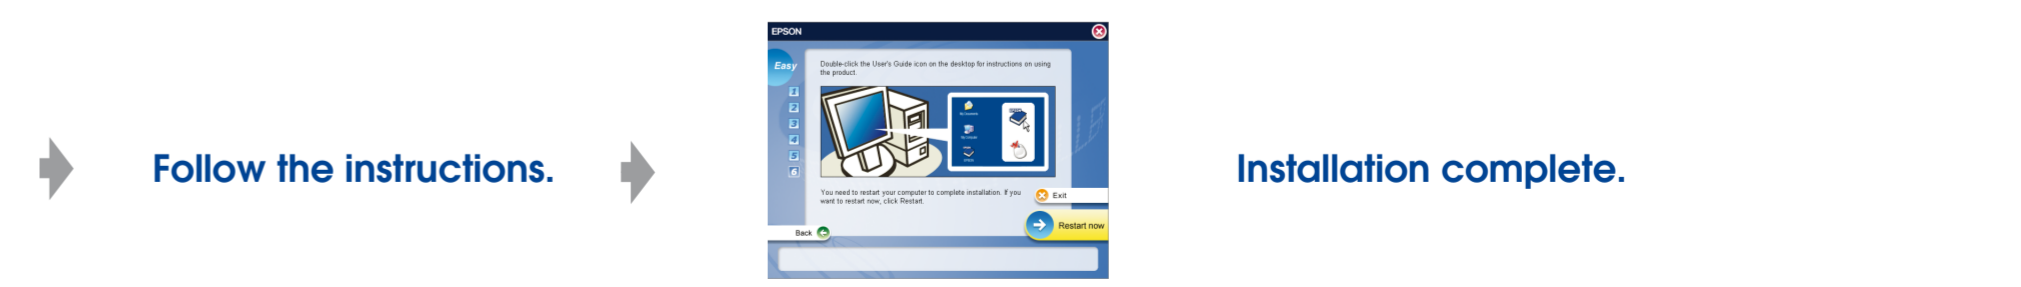 Follow the instructions.
EPSON
Easy
Double-click the User's Guide icon on the desktop for instructions on using
the product.
1
2
3
4
5
6
You need to restart your computer to complete installation. If you
want to restart now, click Restart.
Exit
Restart now
Back
Installation complete.